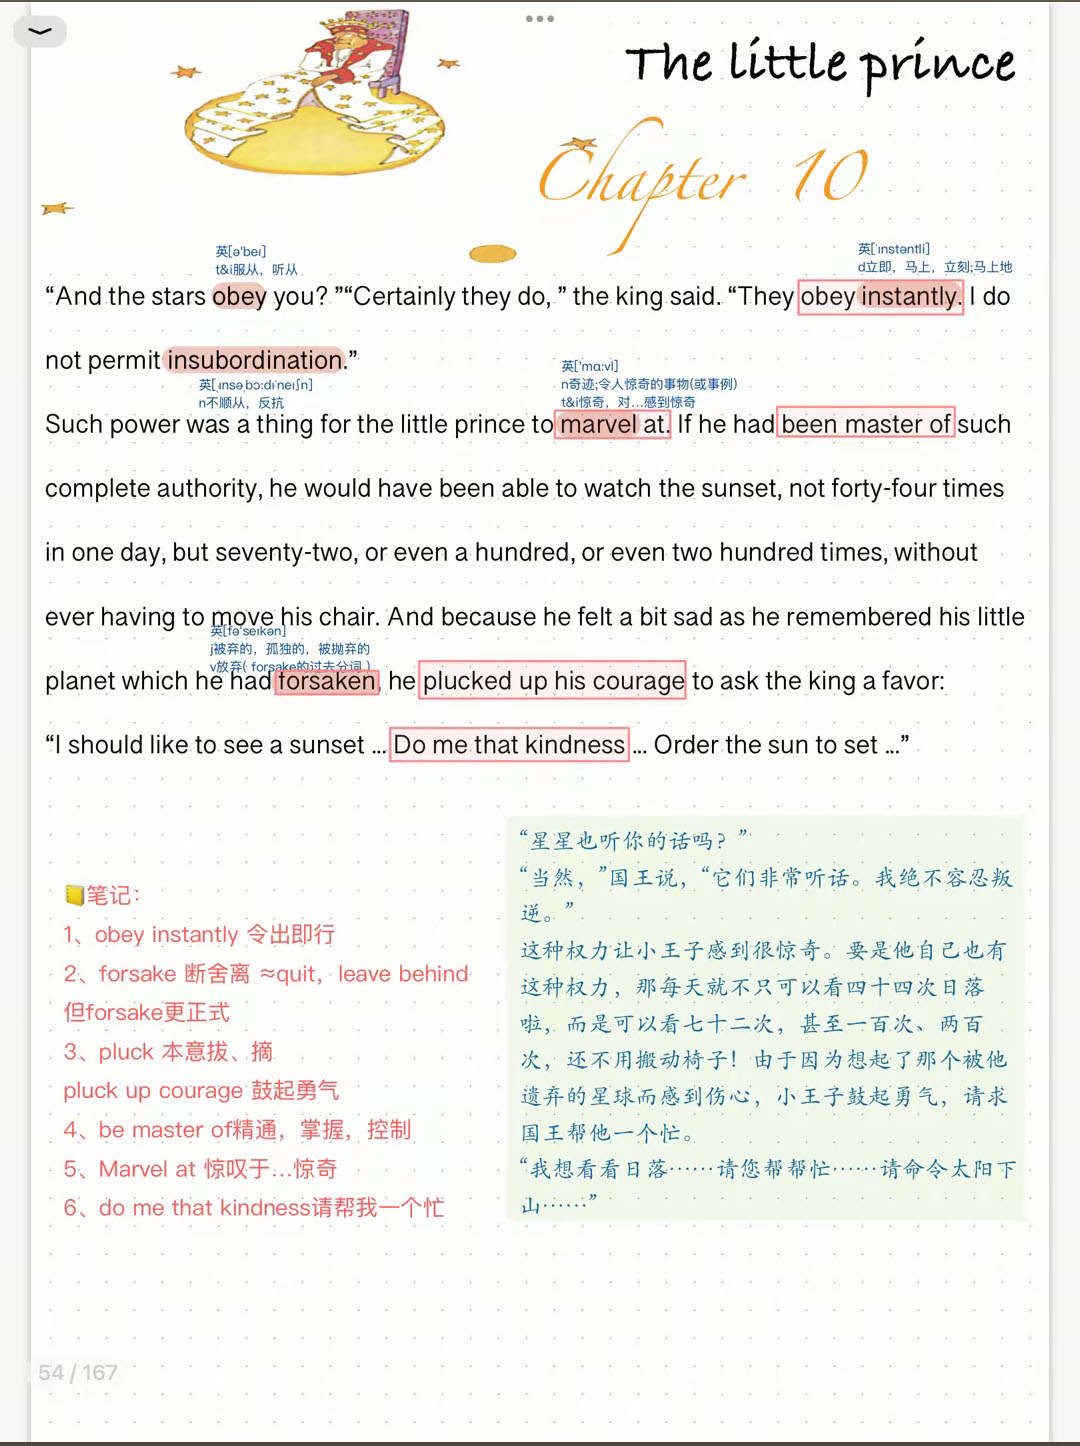 The little prince
Chapter 10
英[ə'beɪ]
t&i服从，听从
英['ɪnstəntli]
d立即，马上，立刻;马上地
“And the stars obey you? ”“Certainly they do, ” the king said. “They obey instantly. I do
not permit insubordination.”
英[ˌɪnsəbɔ:dɪ'neɪʃn]
n不顺从，反抗
英['mɑ:vl]
n奇迹;令人惊奇的事物(或事例)
t&i惊奇，对...感到惊奇
Such power was a thing for the little prince to marvel at. If he had been master of such
complete authority, he would have been able to watch the sunset, not forty-four times
in one day, but seventy-two, or even a hundred, or even two hundred times, without
ever having to move his chair. And because he felt a bit sad as he remembered his little
英[fə'seɪkən]
j被弃的，孤独的，被抛弃的
v放弃( forsake的过去分词 )
planet which he had forsaken, he plucked up his courage to ask the king a favor:
“I should like to see a sunset ... Do me that kindness ... Order the sun to set ...”
笔记：
1、obey instantly 令出即行
2、forsake 断舍离 ≈quit，leave behind
但forsake更正式
3、pluck 本意拔、摘
pluck up courage 鼓起勇气
4、be master of精通，掌握，控制
5、Marvel at 惊叹于...惊奇
6、do me that kindness请帮我一个忙
“星星也听你的话吗？”
“当然，”国王说，“它们非常听话。我绝不容忍叛
逆。”
这种权力让小王子感到很惊奇。要是他自己也有
这种权力，那每天就不只可以看四十四次日落
啦，而是可以看七十二次，甚至一百次、两百
次，还不用搬动椅子！由于因为想起了那个被他
遗弃的星球而感到伤心，小王子鼓起勇气，请求
国王帮他一个忙。
“我想看看日落……请您帮帮忙……请命令太阳下
山……”
54 / 167